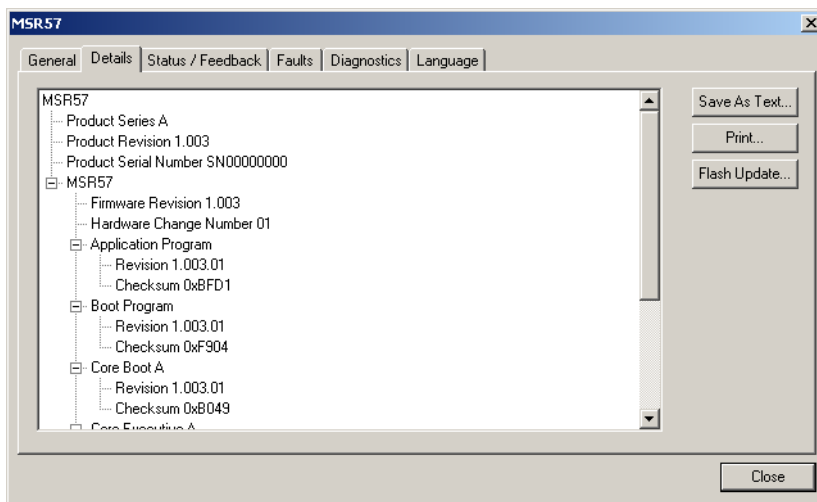 MSR57
General Details Status / Feedback Faults Diagnostics Language
MSR57
Product Series A
Product Revision 1.003
Product Serial Number SN00000000
MSR57
Firmware Revision 1.003
Hardware Change Number 01
Application Program
Revision 1.003.01
Checksum 0xBFD1
Boot Program
Revision 1.003.01
Checksum 0xF904
Core Boot A
Revision 1.003.01
Checksum 0xB049
Core Executive A
Save As Text...
Print...
Flash Update...
Close